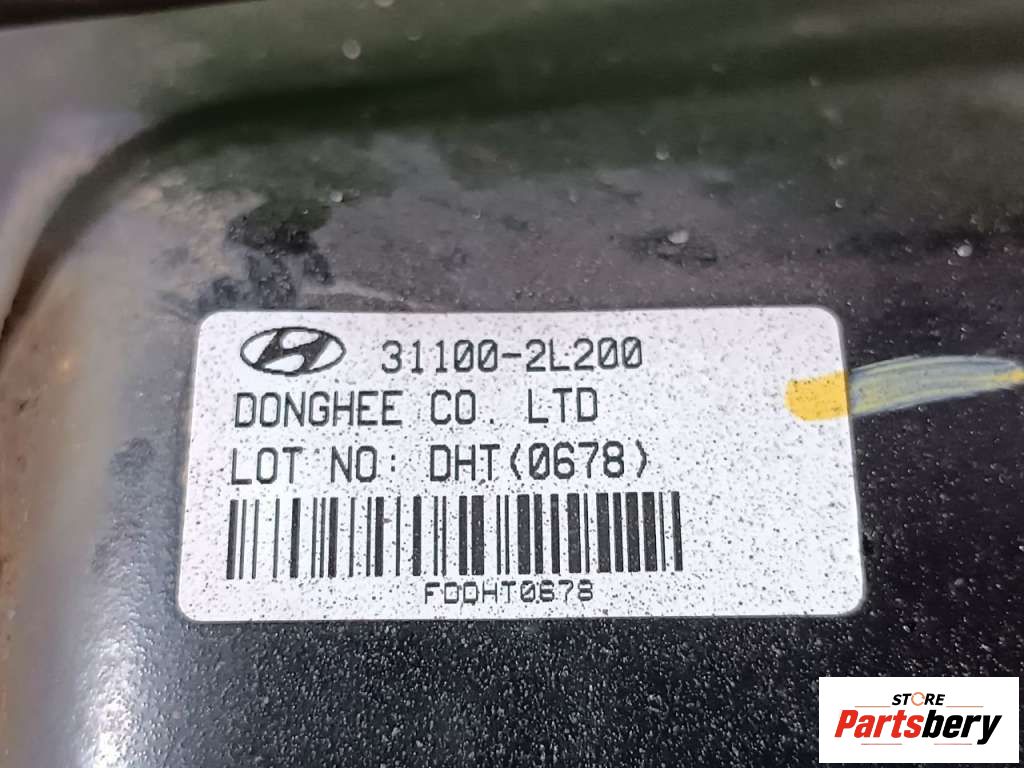 31100-2L200
DONGHEE CO. LTD
LOT NO: DHT(0678)
FDDHT0678
STORE
Partsbery